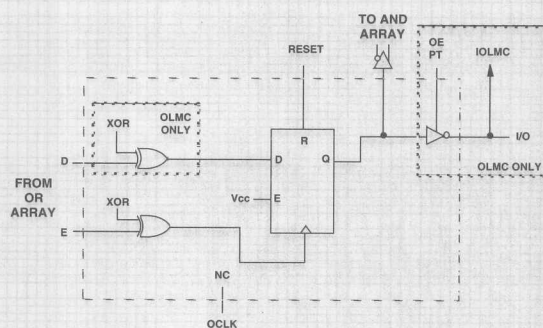 TO AND
ARRAY
RESET
OE
PT
IOLMC
XOR
OLMC
ONLY
R
D
D
Q
I/O
OLMC ONLY
FROM
OR
ARRAY
XOR
Vcc
E
E
NC
OCLK